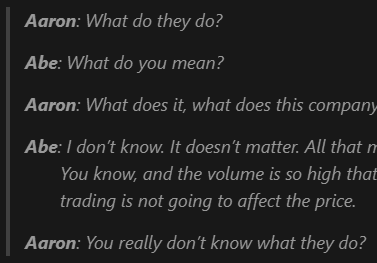 Aaron: What do they do?
Abe: What do you mean?
Aaron: What does it, what does this company
Abe: I don’t know. It doesn’t matter. All that
You know, and the volume is so high that
trading is not going to affect the price.
Aaron: You really don’t know what they do?